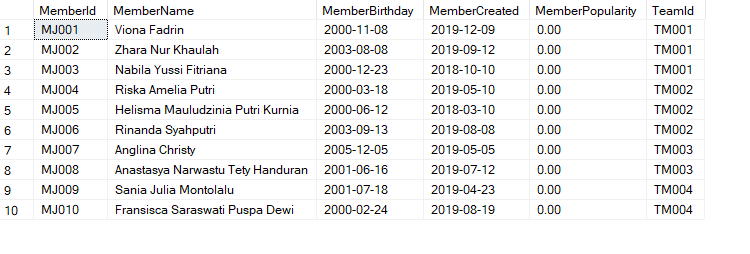 MemberId MemberName MemberBirthday MemberCreated MemberPopularity TeamId
1 MJ001 Viona Fadrin 2000-11-08 2019-12-09 0.00 TM001
2 MJ002 Zhara Nur Khaulah 2003-08-08 2019-09-12 0.00 TM001
3 MJ003 Nabila Yussi Fitriana 2000-12-23 2018-10-10 0.00 TM001
4 MJ004 Riska Amelia Putri 2000-03-18 2019-05-10 0.00 TM002
5 MJ005 Helisma Mauludzinia Putri Kurnia 2000-06-12 2018-03-10 0.00 TM002
6 MJ006 Rinanda Syahputri 2003-09-13 2019-08-08 0.00 TM002
7 MJ007 Anglina Christy 2005-12-05 2019-05-05 0.00 TM003
8 MJ008 Anastasya Narwastu Tety Handuran 2001-06-16 2019-07-12 0.00 TM003
9 MJ009 Sania Julia Montolalu 2001-07-18 2019-04-23 0.00 TM004
10 MJ010 Fransisca Saraswati Puspa Dewi 2000-02-24 2019-08-19 0.00 TM004